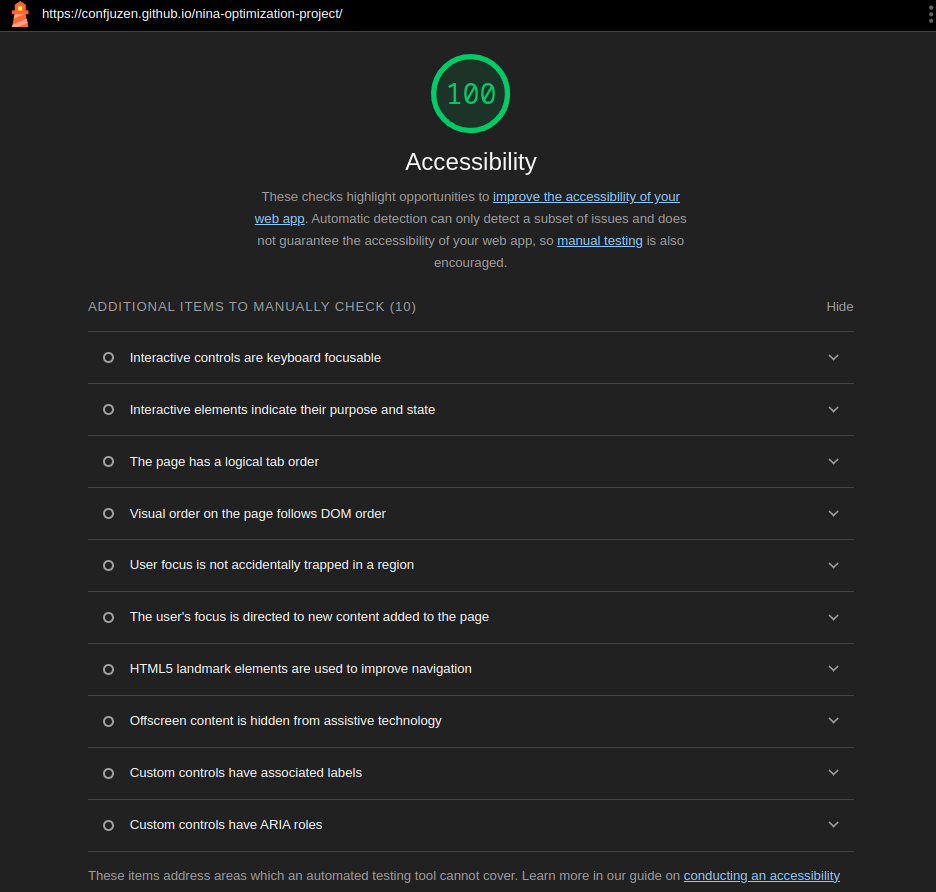 https://confjuzen.github.io/nina-optimization-project/
100
Accessibility
These checks highlight opportunities to improve the accessibility of your
web app. Automatic detection can only detect a subset of issues and does
not guarantee the accessibility of your web app, so manual testing is also
encouraged.
ADDITIONAL ITEMS TO MANUALLY CHECK (10) Hide
Interactive controls are keyboard focusable
Interactive elements indicate their purpose and state
The page has a logical tab order
Visual order on the page follows DOM order
User focus is not accidentally trapped in a region
The user's focus is directed to new content added to the page
HTML5 landmark elements are used to improve navigation
Offscreen content is hidden from assistive technology
Custom controls have associated labels
Custom controls have ARIA roles
These items address areas which an automated testing tool cannot cover. Learn more in our guide on conducting an accessibility